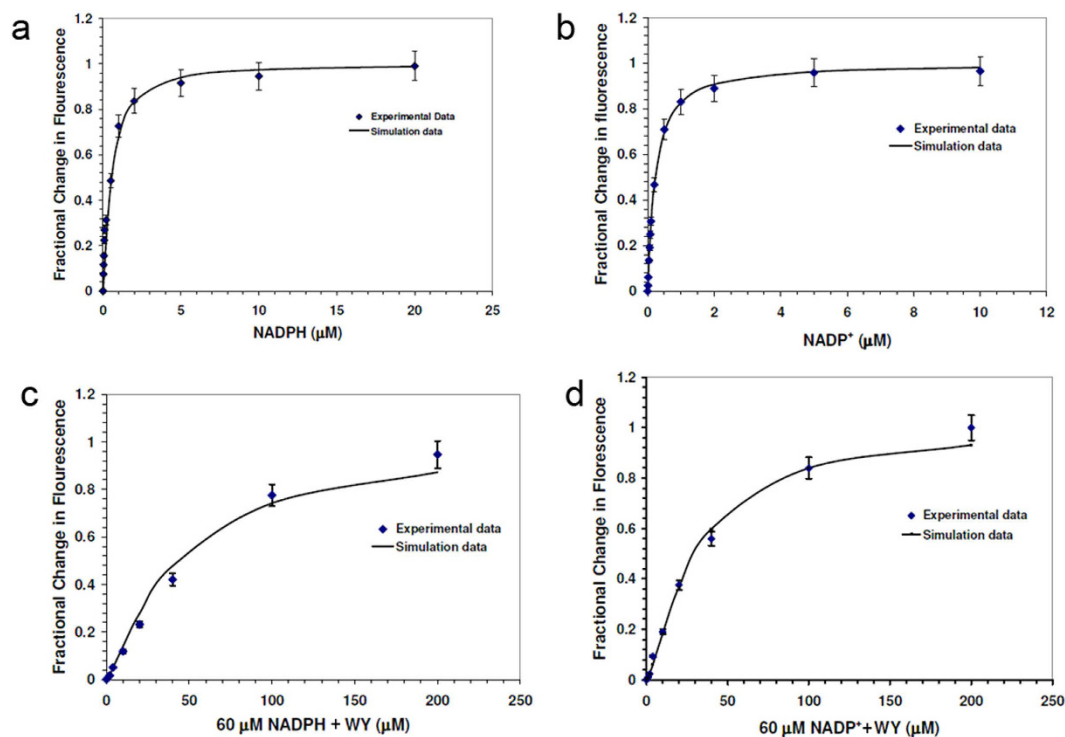 a
Fractional Change in Flourescence
1.2
1
0.8
0.6
0.4
0.2
0
0 5 10 15 20 25
NADPH (µM)
Experimental Data
Simulation data
b
Fractional Change in fluorescence
1.2
1
0.8
0.6
0.4
0.2
0
0 2 4 6 8 10 12
NADP⁺ (µM)
Experimental data
Simulation data
c
Fractional Change in Flourescence
1.2
1
0.8
0.6
0.4
0.2
0
0 50 100 150 200 250
60 µM NADPH + WY (µM)
Experimental data
Simulation data
d
Fractional Change in Florescence
1.2
1
0.8
0.6
0.4
0.2
0
0 50 100 150 200 250
60 µM NADP⁺+WY (µM)
Experimental data
Simulation data